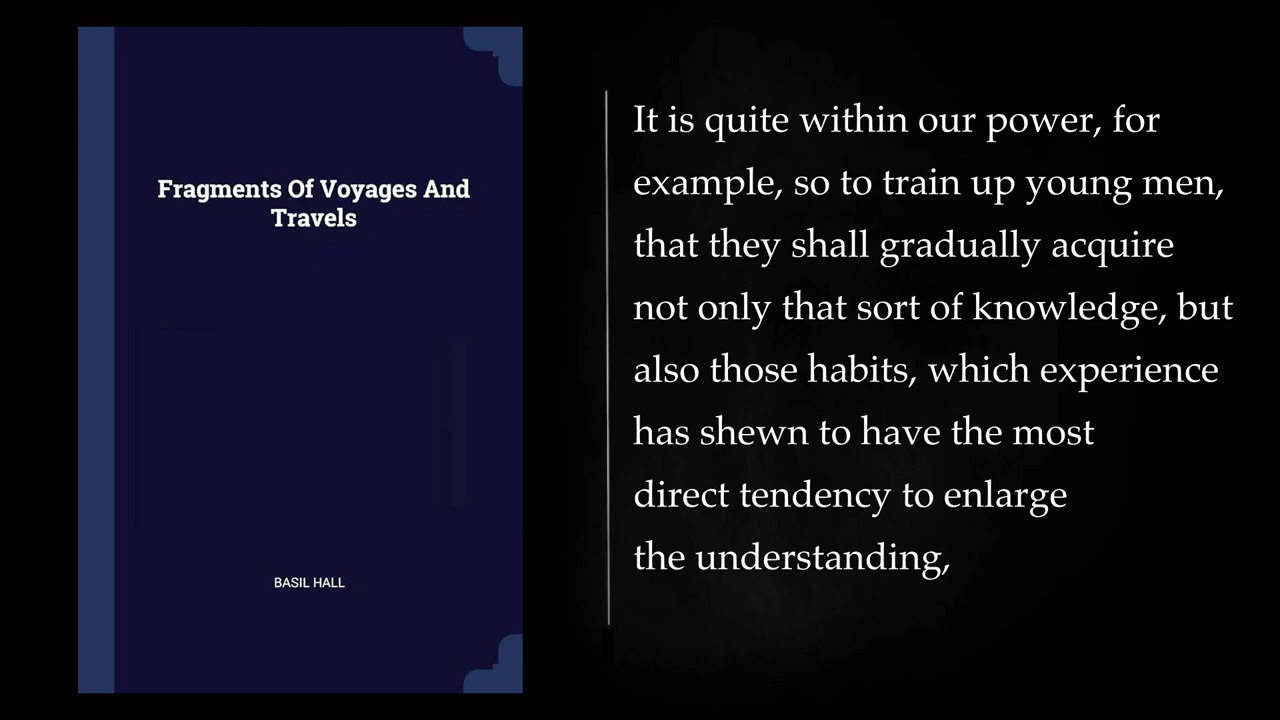 Fragments Of Voyages And
Travels
BASIL HALL
It is quite within our power, for
example, so to train up young men,
that they shall gradually acquire
not only that sort of knowledge, but
also those habits, which experience
has shewn to have the most
direct tendency to enlarge
the understanding,